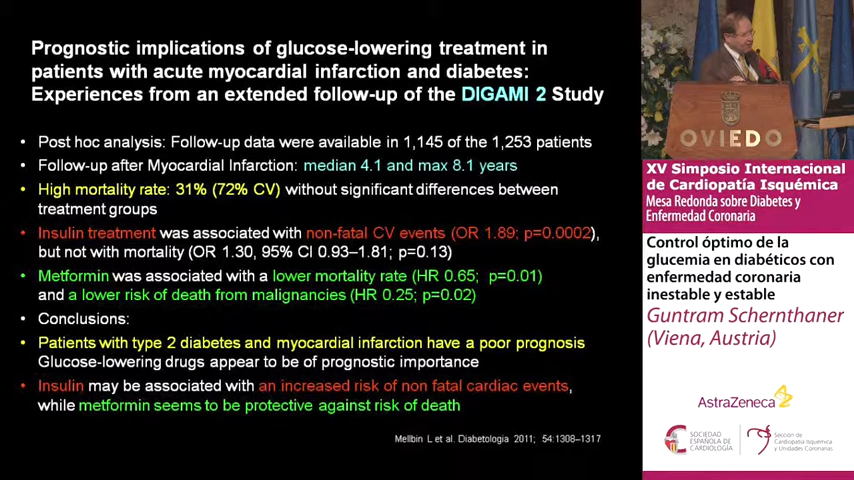 Prognostic implications of glucose-lowering treatment in
patients with acute myocardial infarction and diabetes:
Experiences from an extended follow-up of the DIGAMI 2 Study
• Post hoc analysis: Follow-up data were available in 1,145 of the 1,253 patients
• Follow-up after Myocardial Infarction: median 4.1 and max 8.1 years
• High mortality rate: 31% (72% CV) without significant differences between
treatment groups
• Insulin treatment was associated with non-fatal CV events (OR 1.89; p=0.0002),
but not with mortality (OR 1.30, 95% CI 0.93–1.81; p=0.13)
• Metformin was associated with a lower mortality rate (HR 0.65; p=0.01)
and a lower risk of death from malignancies (HR 0.25; p=0.02)
• Conclusions:
• Patients with type 2 diabetes and myocardial infarction have a poor prognosis
Glucose-lowering drugs appear to be of prognostic importance
• Insulin may be associated with an increased risk of non fatal cardiac events,
while metformin seems to be protective against risk of death
Mellbin L et al. Diabetologia 2011; 54:1308–1317
OVIEDO
XV Simposio Internacional
de Cardiopatía Isquémica
Mesa Redonda sobre Diabetes y
Enfermedad Coronaria
Control óptimo de la
glucemia en diabéticos con
enfermedad coronaria
inestable y estable
Guntram Schernthaner
(Viena, Austria)
AstraZeneca
SOCIEDAD
ESPAÑOLA DE
CARDIOLOGÍA
Sección de
Cardiopatía Isquémica
y Unidades Coronarias